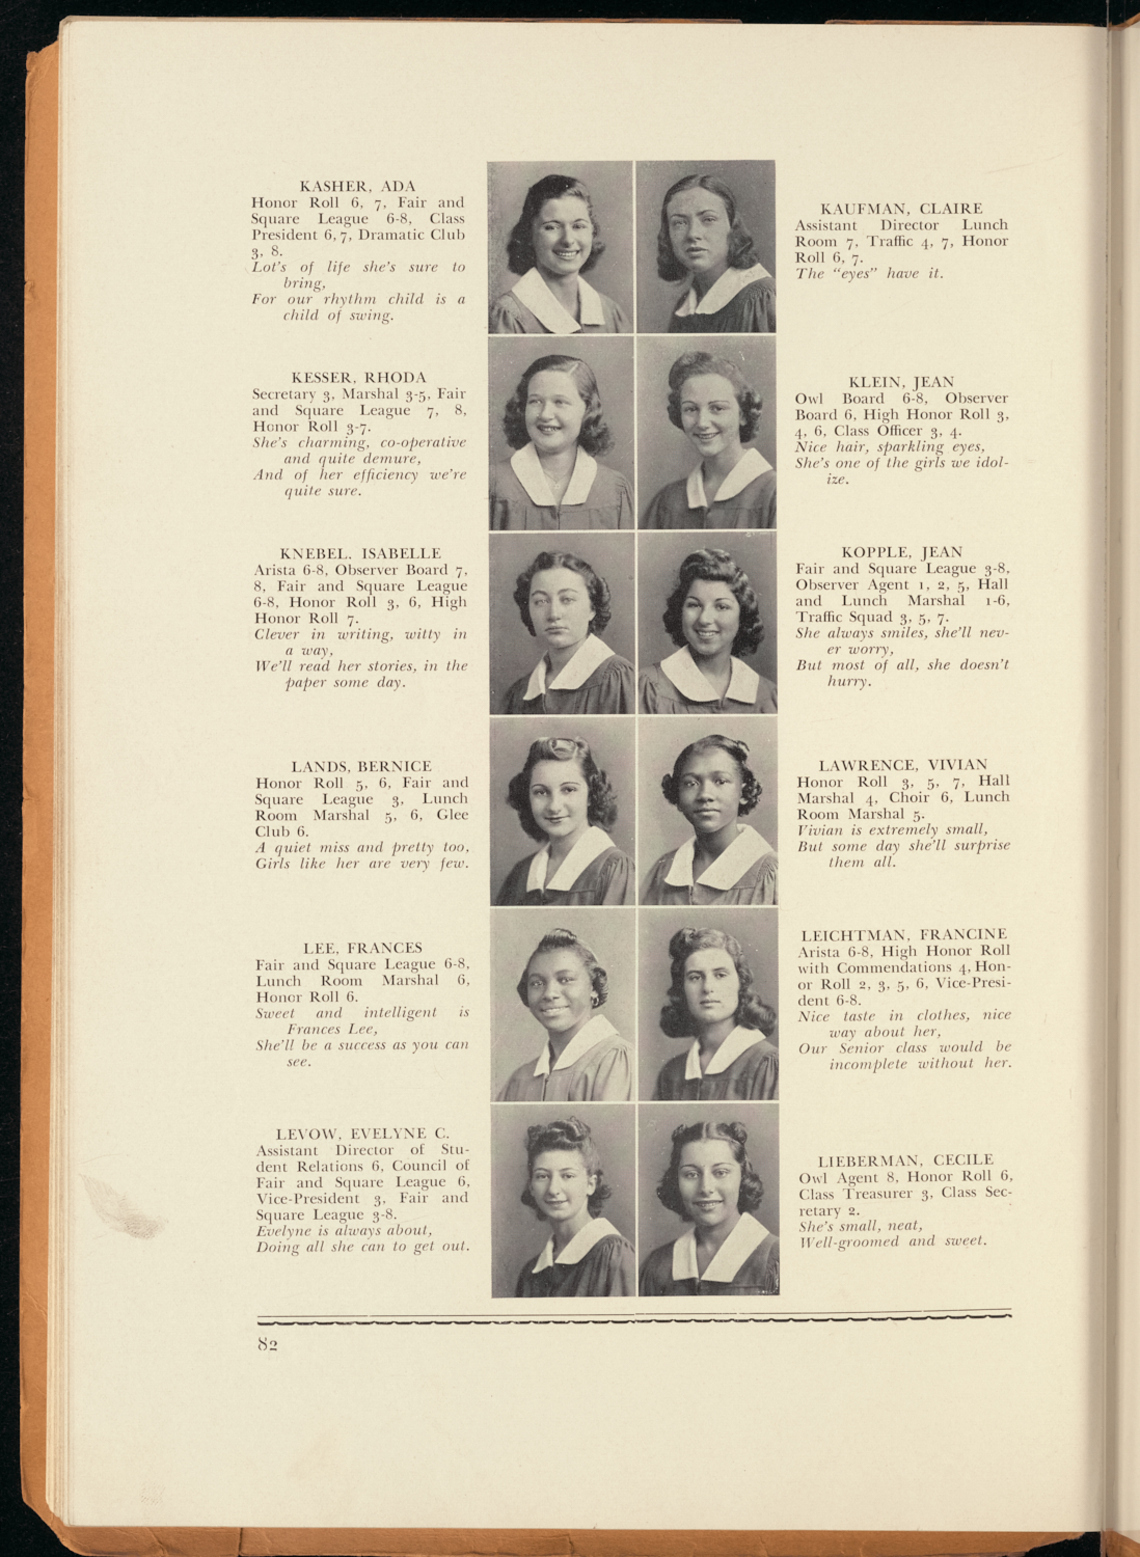 KASHER, ADA
Honor Roll 6, 7, Fair and
Square League 6-8, Class
President 6, 7, Dramatic Club
3, 8.
Lot's of life she's sure to
bring,
For our rhythm child is a
child of swing.
KAUFMAN, CLAIRE
Assistant Director Lunch
Room 7, Traffic 4, 7, Honor
Roll 6, 7.
The "eyes" have it.
KESSER, RHODA
Secretary 3, Marshal 3-5, Fair
and Square League 7, 8,
Honor Roll 3-7.
She's charming, co-operative
and quite demure,
And of her efficiency we're
quite sure.
KLEIN, JEAN
Owl Board 6-8, Observer
Board 6, High Honor Roll 3,
4, 6, Class Officer 3, 4.
Nice hair, sparkling eyes,
She's one of the girls we idol-
ize.
KNEBEL, ISABELLE
Arista 6-8, Observer Board 7,
8, Fair and Square League
6-8, Honor Roll 3, 6, High
Honor Roll 7.
Clever in writing, witty in
a way,
We'll read her stories, in the
paper some day.
KOPPLE, JEAN
Fair and Square League 3-8,
Observer Agent 1, 2, 5, Hall
and Lunch Marshal 1-6,
Traffic Squad 3, 5, 7.
She always smiles, she'll nev-
er worry,
But most of all, she doesn't
hurry.
LANDS, BERNICE
Honor Roll 5, 6, Fair and
Square League 3, Lunch
Room Marshal 5, 6, Glee
Club 6.
A quiet miss and pretty too,
Girls like her are very few.
LAWRENCE, VIVIAN
Honor Roll 3, 5, 7, Hall
Marshal 4, Choir 6, Lunch
Room Marshal 5.
Vivian is extremely small,
But some day she'll surprise
them all.
LEE, FRANCES
Fair and Square League 6-8,
Lunch Room Marshal 6,
Honor Roll 6.
Sweet and intelligent is
Frances Lee,
She'll be a success as you can
see.
LEICHTMAN, FRANCINE
Arista 6-8, High Honor Roll
with Commendations 4, Hon-
or Roll 2, 3, 5, 6, Vice-Presi-
dent 6-8.
Nice taste in clothes, nice
way about her,
Our Senior class would be
incomplete without her.
LEVOW, EVELYNE C.
Assistant Director of Stu-
dent Relations 6, Council of
Fair and Square League 6,
Vice-President 3, Fair and
Square League 3-8.
Evelyne is always about,
Doing all she can to get out.
LIEBERMAN, CECILE
Owl Agent 8, Honor Roll 6,
Class Treasurer 3, Class Sec-
retary 2.
She's small, neat,
Well-groomed and sweet.
82